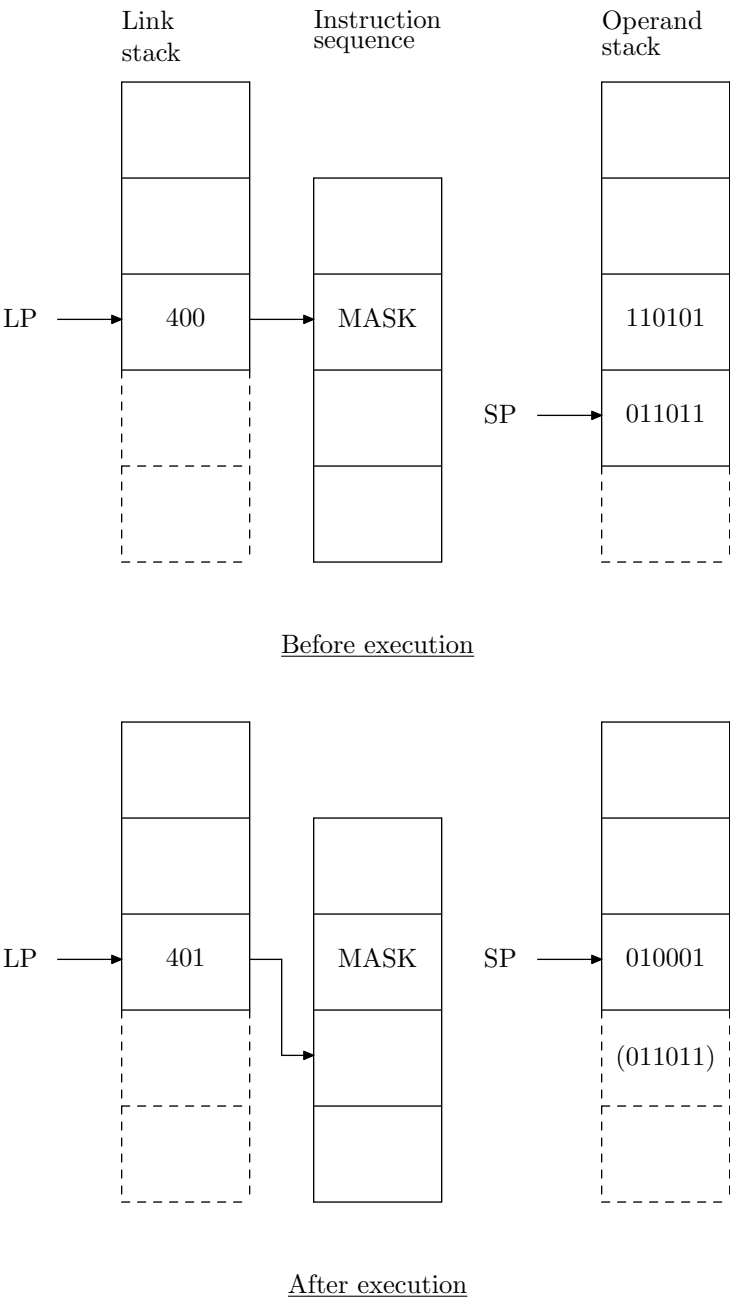 Link
stack
Instruction
sequence
Operand
stack
LP
400
MASK
110101
SP
011011
Before execution
LP
401
MASK
SP
010001
(011011)
After execution